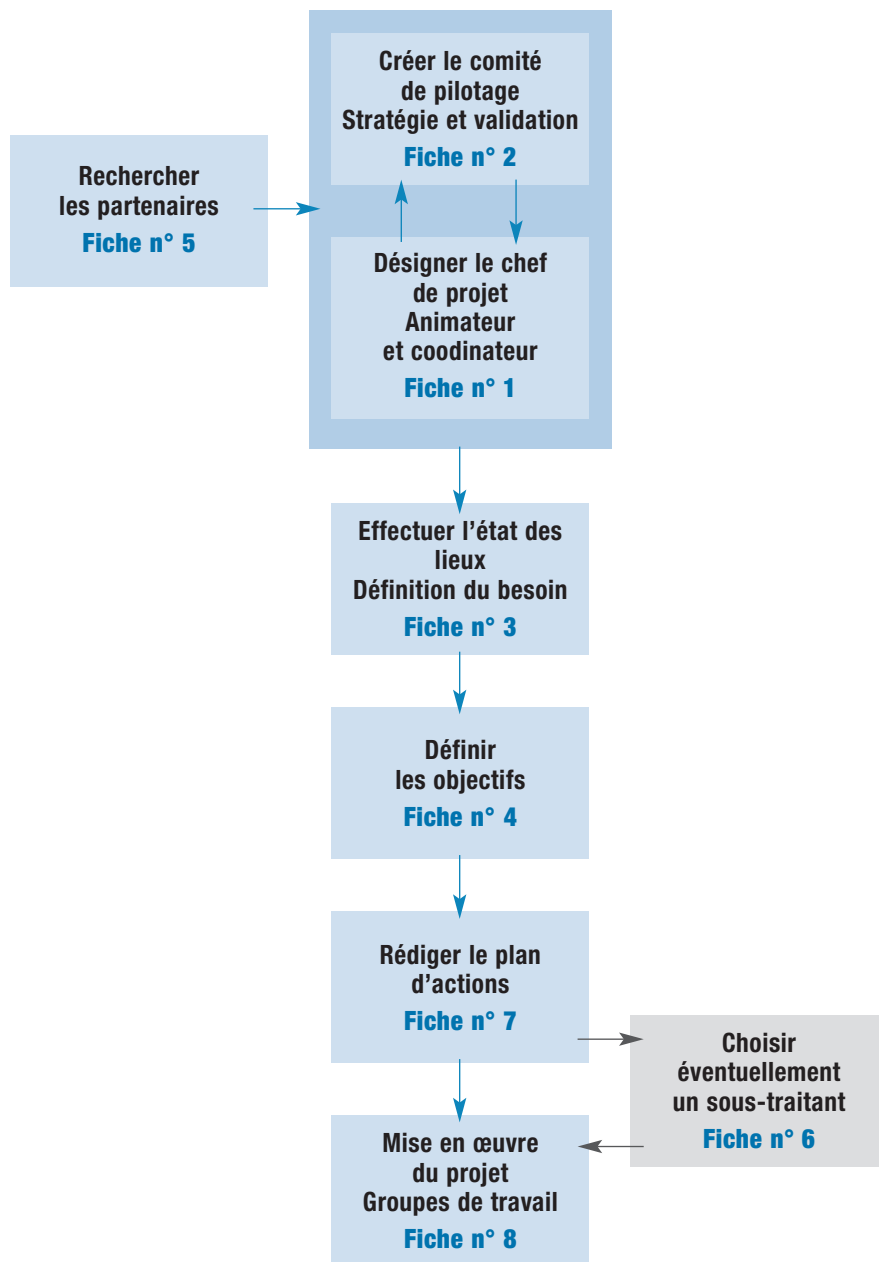 Créer le comité
de pilotage
Stratégie et validation
Fiche n° 2
Rechercher
les partenaires
Fiche n° 5
Désigner le chef
de projet
Animateur
et coodinateur
Fiche n° 1
Effectuer l’état des
lieux
Définition du besoin
Fiche n° 3
Définir
les objectifs
Fiche n° 4
Rédiger le plan
d’actions
Fiche n° 7
Choisir
éventuellement
un sous-traitant
Fiche n° 6
Mise en œuvre
du projet
Groupes de travail
Fiche n° 8